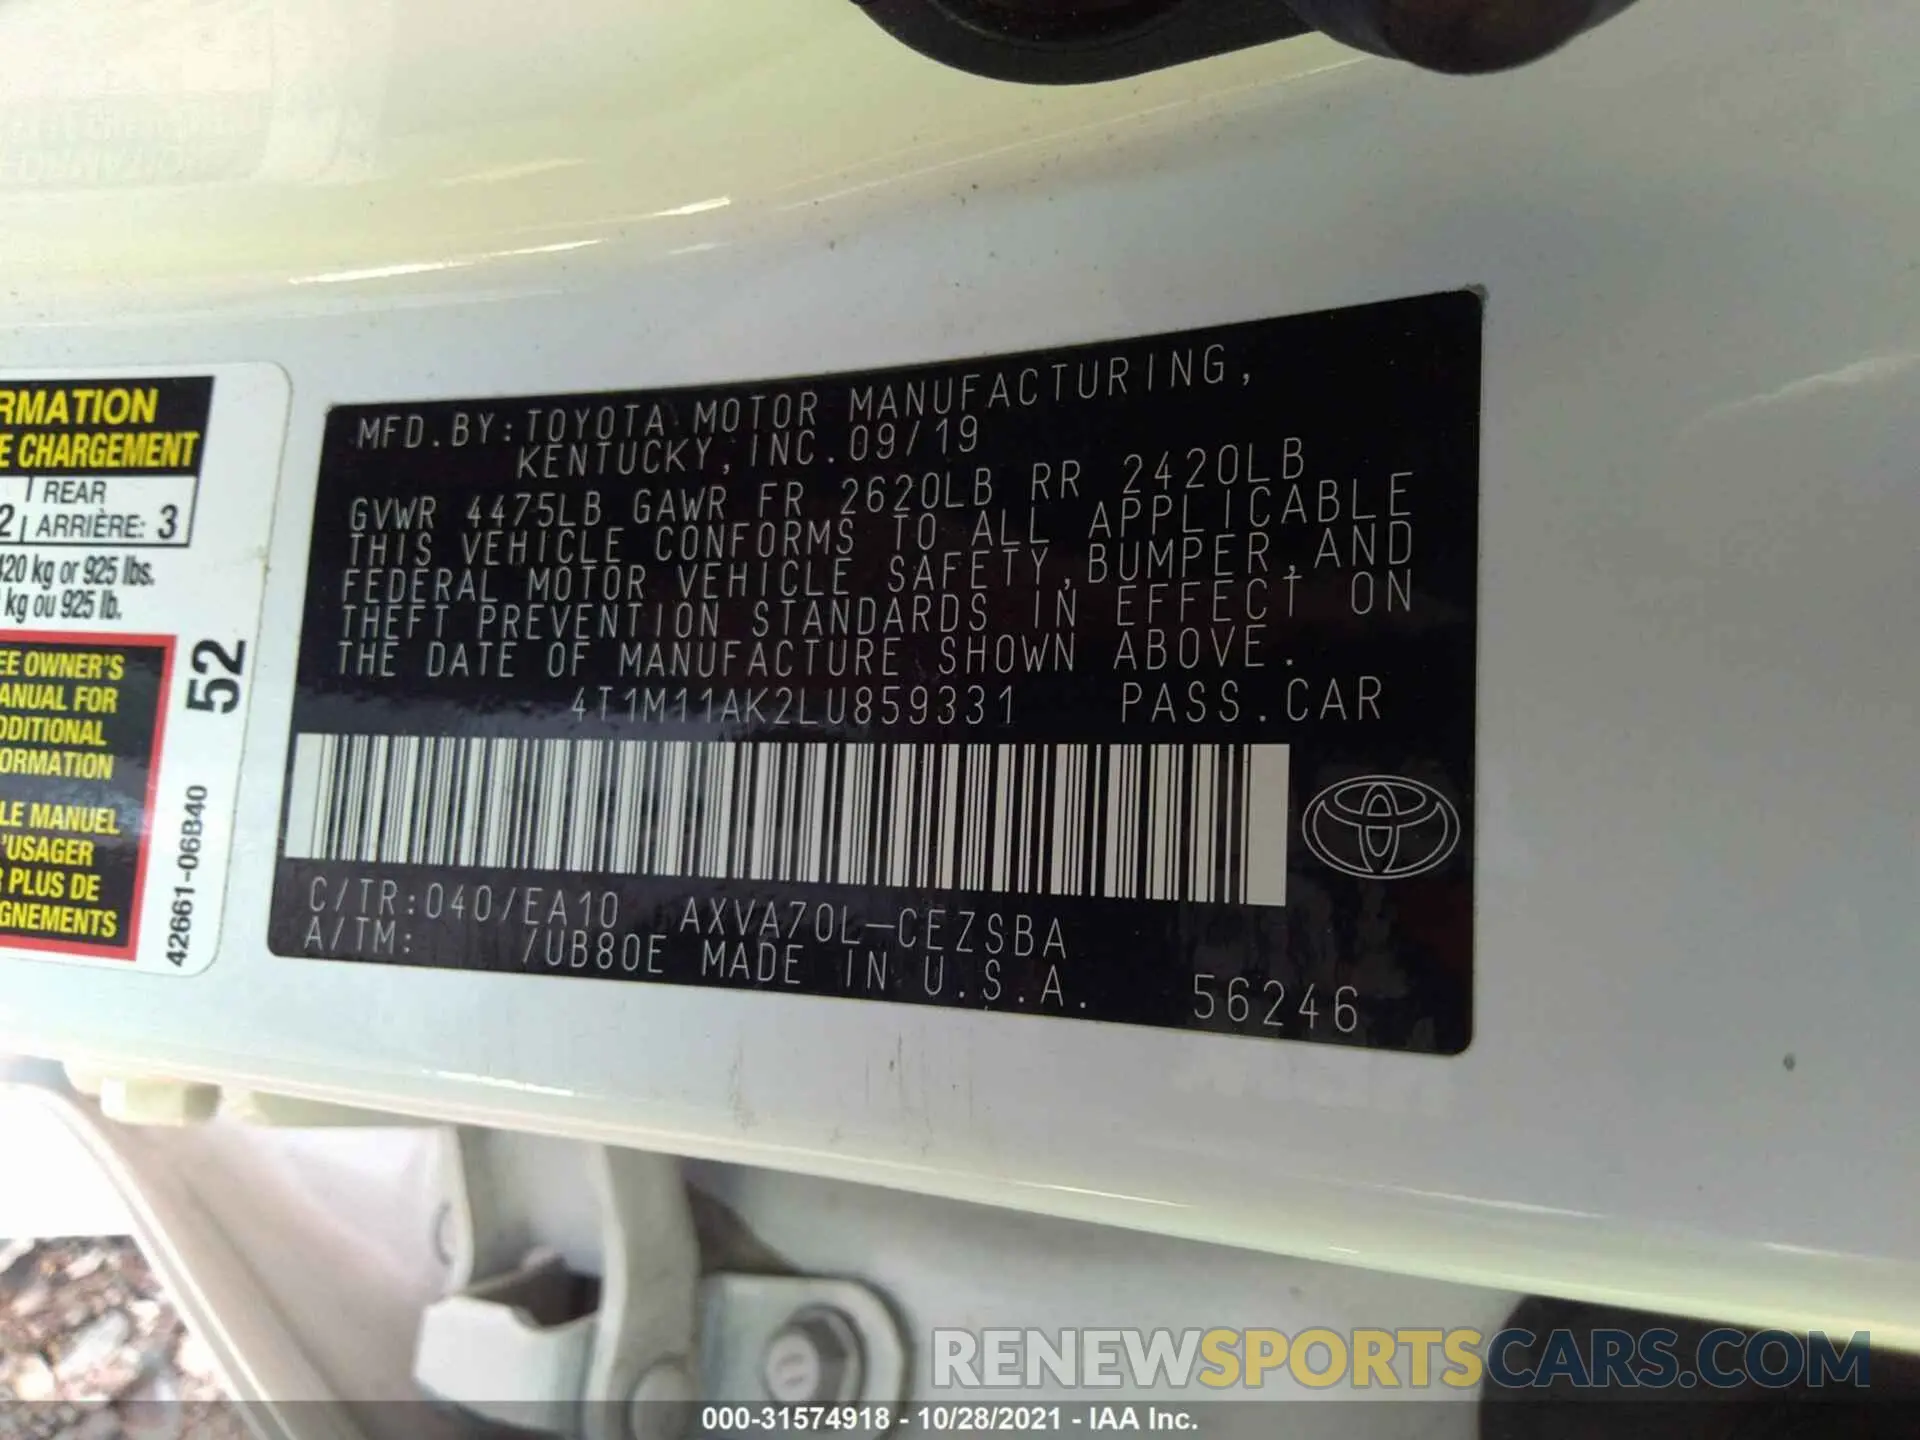 RMATION
E CHARGEMENT
REAR
2 ARRIÈRE: 3
420 kg or 925 lbs.
kg ou 925 lb.
EE OWNER'S
ANUAL FOR
DDITIONAL
ORMATION
LE MANUEL
'USAGER
R PLUS DE
GNEMENTS
52
42661-06B40
MFD.BY:TOYOTA MOTOR MANUFACTURING,
KENTUCKY,INC.09/19
GVWR 4475LB GAWR FR 2620LB RR 2420LB
THIS VEHICLE CONFORMS TO ALL APPLICABLE
FEDERAL MOTOR VEHICLE SAFETY,BUMPER,AND
THEFT PREVENTION STANDARDS IN EFFECT ON
THE DATE OF MANUFACTURE SHOWN ABOVE.
4T1M11AK2LU859331 PASS.CAR
C/TR:040/EA10 AXVA70L-CEZSBA
A/TM: /UB80E MADE IN U.S.A.
56246
RENEWSPORTSCARS.COM
000-31574918 - 10/28/2021 - IAA Inc.